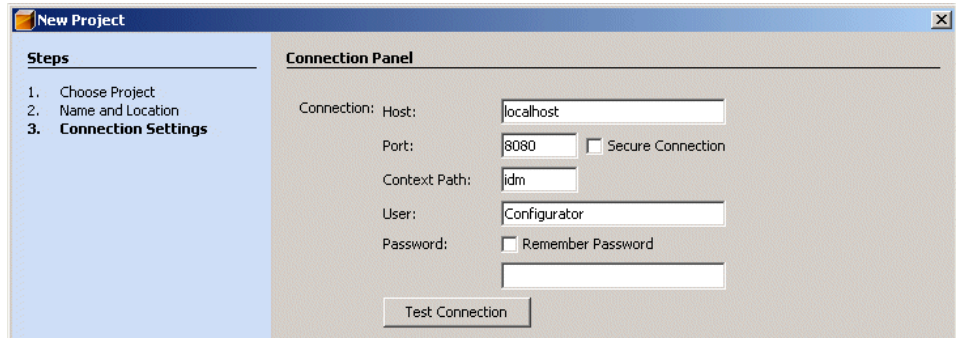 New Project
Steps
1. Choose Project
2. Name and Location
3. Connection Settings
Connection Panel
Connection: Host: localhost
Port: 8080 Secure Connection
Context Path: idm
User: Configurator
Password: Remember Password
Test Connection